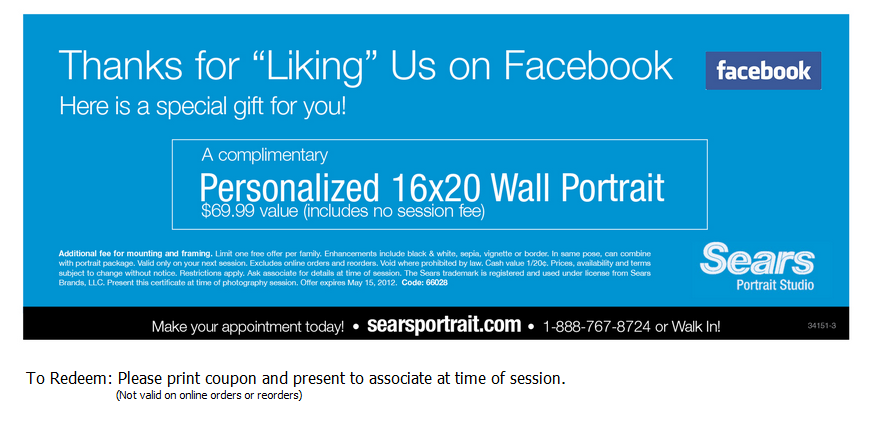 Thanks for “Liking” Us on Facebook
facebook
Here is a special gift for you!
A complimentary
Personalized 16x20 Wall Portrait
$69.99 value (includes no session fee)
Additional fee for mounting and framing. Limit one free offer per family. Enhancements include black & white, sepia, vignette or border. In same pose, can combine
with portrait package. Valid only on your next session. Excludes online orders and reorders. Void where prohibited by law. Cash value 1/20¢. Prices, availability and terms
subject to change without notice. Restrictions apply. Ask associate for details at time of session. The Sears trademark is registered and used under license from Sears
Brands, LLC. Present this certificate at time of photography session. Offer expires May 15, 2012. Code: 66028
Sears
Portrait Studio
Make your appointment today! • searsportrait.com • 1-888-767-8724 or Walk In!
34151-3
To Redeem: Please print coupon and present to associate at time of session.
(Not valid on online orders or reorders)